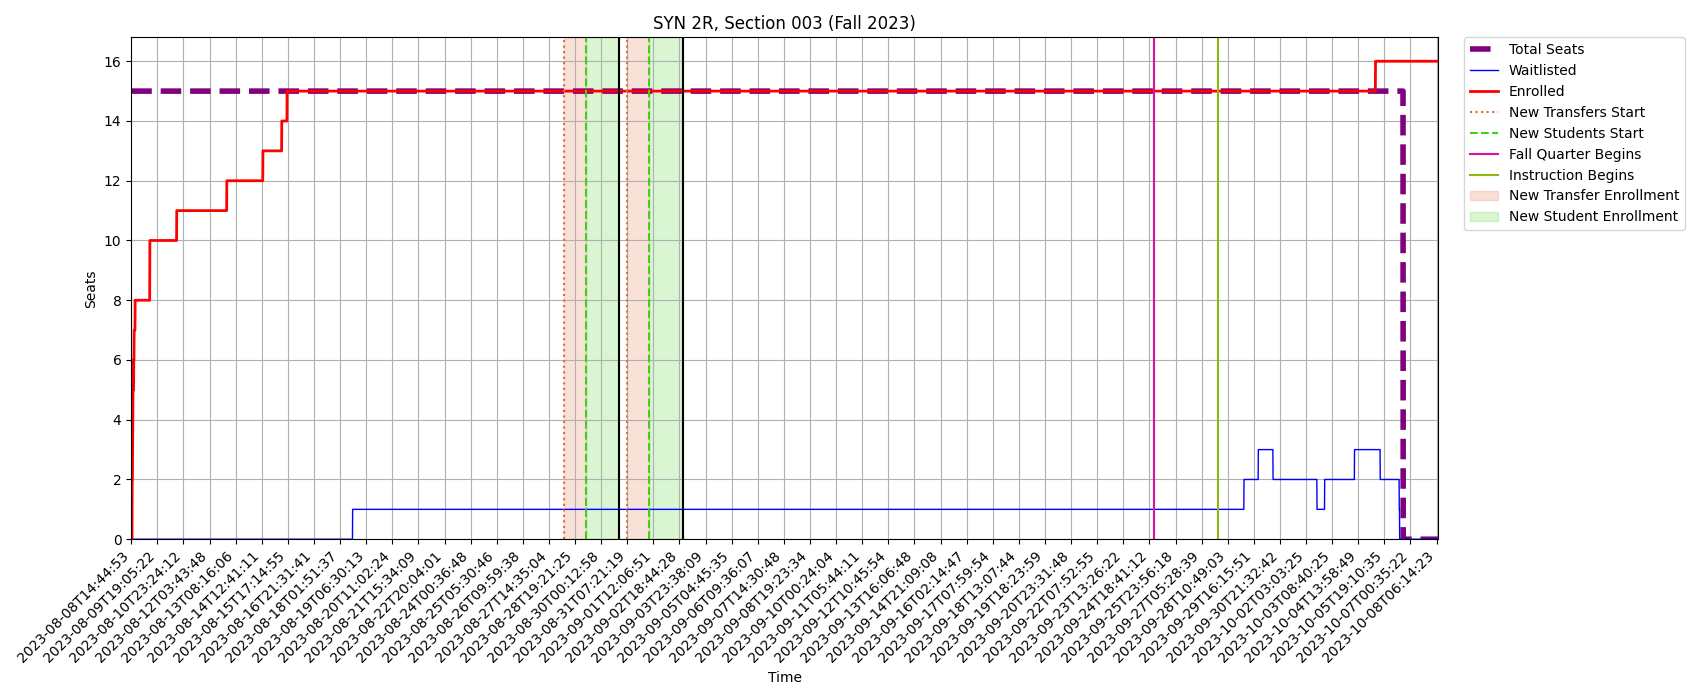 SYN 2R, Section 003 (Fall 2023)
Total Seats
Waitlisted
Enrolled
New Transfers Start
New Students Start
Fall Quarter Begins
Instruction Begins
New Transfer Enrollment
New Student Enrollment
Seats
16
14
12
10
8
6
4
2
0
2023-08-08T14:44:53
2023-08-09T19:05:22
2023-08-10T23:24:12
2023-08-12T03:43:48
2023-08-13T08:16:06
2023-08-14T12:41:11
2023-08-15T17:14:55
2023-08-16T21:31:41
2023-08-18T01:51:37
2023-08-19T06:30:13
2023-08-20T11:02:24
2023-08-21T15:34:09
2023-08-22T20:04:01
2023-08-24T00:36:48
2023-08-25T05:30:46
2023-08-26T09:59:38
2023-08-27T14:35:04
2023-08-28T19:21:25
2023-08-30T00:12:58
2023-08-31T07:21:19
2023-09-01T12:06:51
2023-09-02T18:44:28
2023-09-03T23:38:09
2023-09-05T04:45:35
2023-09-06T09:36:07
2023-09-07T14:30:48
2023-09-08T19:23:34
2023-09-10T00:24:04
2023-09-11T05:44:11
2023-09-12T10:45:54
2023-09-13T16:06:48
2023-09-14T21:09:08
2023-09-16T02:14:47
2023-09-17T07:59:54
2023-09-18T13:07:44
2023-09-19T18:23:59
2023-09-20T23:31:48
2023-09-22T07:52:55
2023-09-23T13:26:22
2023-09-24T18:41:12
2023-09-25T23:56:18
2023-09-27T05:28:39
2023-09-28T10:49:03
2023-09-29T16:15:51
2023-09-30T21:32:42
2023-10-02T03:03:25
2023-10-03T08:40:25
2023-10-04T13:58:49
2023-10-05T19:10:35
2023-10-07T00:35:22
2023-10-08T06:14:23
Time